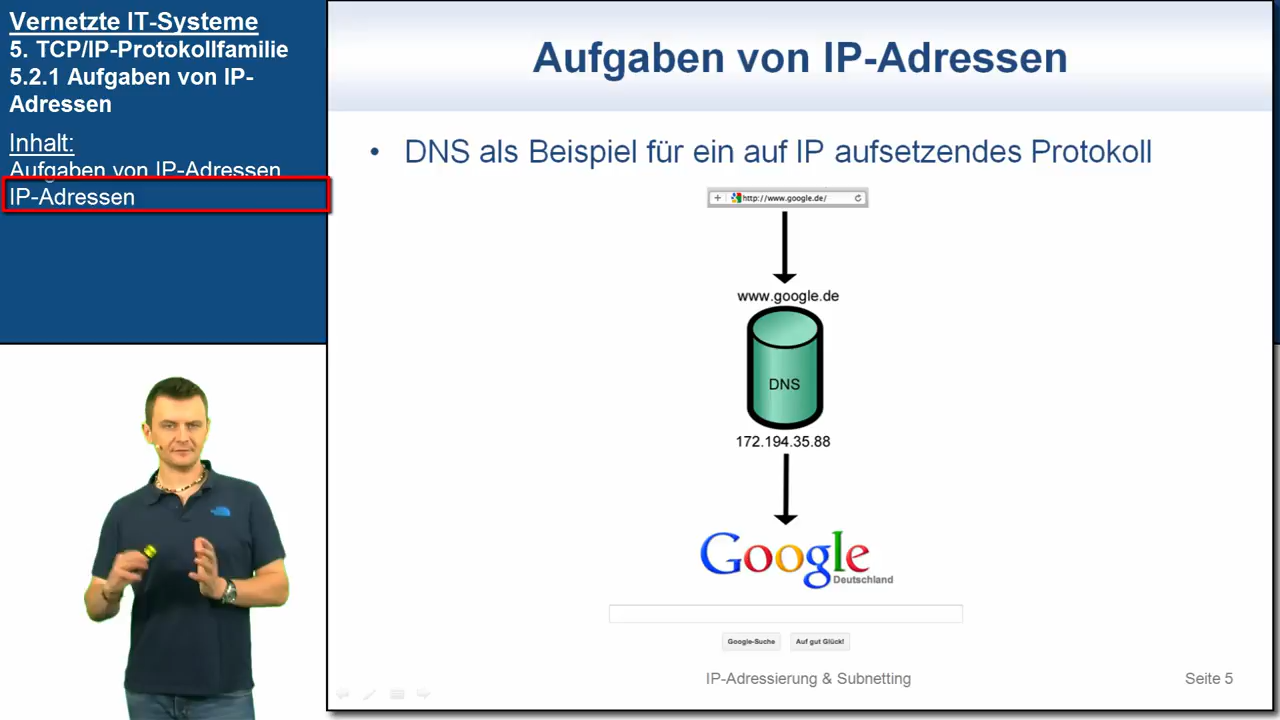 Vernetzte IT-Systeme
5. TCP/IP-Protokollfamilie
5.2.1 Aufgaben von IP-
Adressen
Inhalt:
Aufgaben von IP-Adressen
IP-Adressen
Aufgaben von IP-Adressen
• DNS als Beispiel für ein auf IP aufsetzendes Protokoll
+ http://www.google.de/
www.google.de
DNS
172.194.35.88
Google
Deutschland
Google-Suche Auf gut Glück!
IP-Adressierung & Subnetting Seite 5